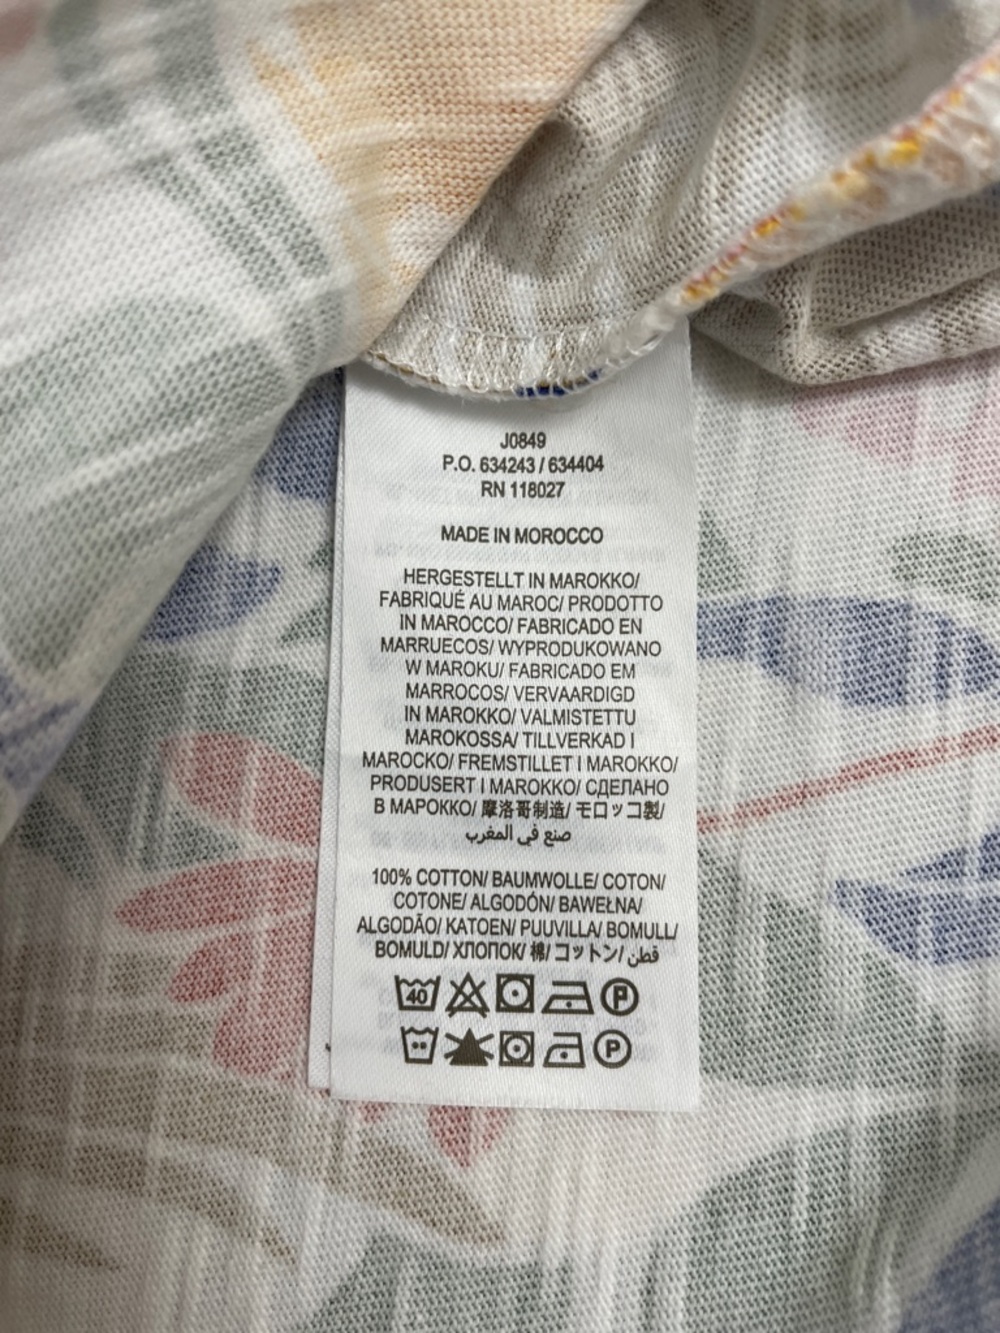 J0849
P.O. 634243 / 634404
RN 118027
MADE IN MOROCCO
HERGESTELLT IN MAROKKO/
FABRIQUÉ AU MAROC/ PRODOTTO
IN MAROCCO/ FABRICADO EN
MARRUECOS/ WYPRODUKOWANO
W MAROKU/ FABRICADO EM
MARROCOS/ VERVAARDIGD
IN MAROKKO/ VALMISTETTU
MAROKOSSA/ TILLVERKAD I
MAROCKO/ FREMSTILLET I MAROKKO/
PRODUSERT I MAROKKO/ СДЕЛАНО
В МАРОККО/ 摩洛哥制造/ モロッコ製/
صنع في المغرب
100% COTTON/ BAUMWOLLE/ COTON/
COTONE/ ALGODÓN/ BAWEŁNA/
ALGODÃO/ KATOEN/ PUUVILLA/ BOMULL/
BOMULD/ ХЛОПОК/ 棉/ コットン/ قطن
40 P
P